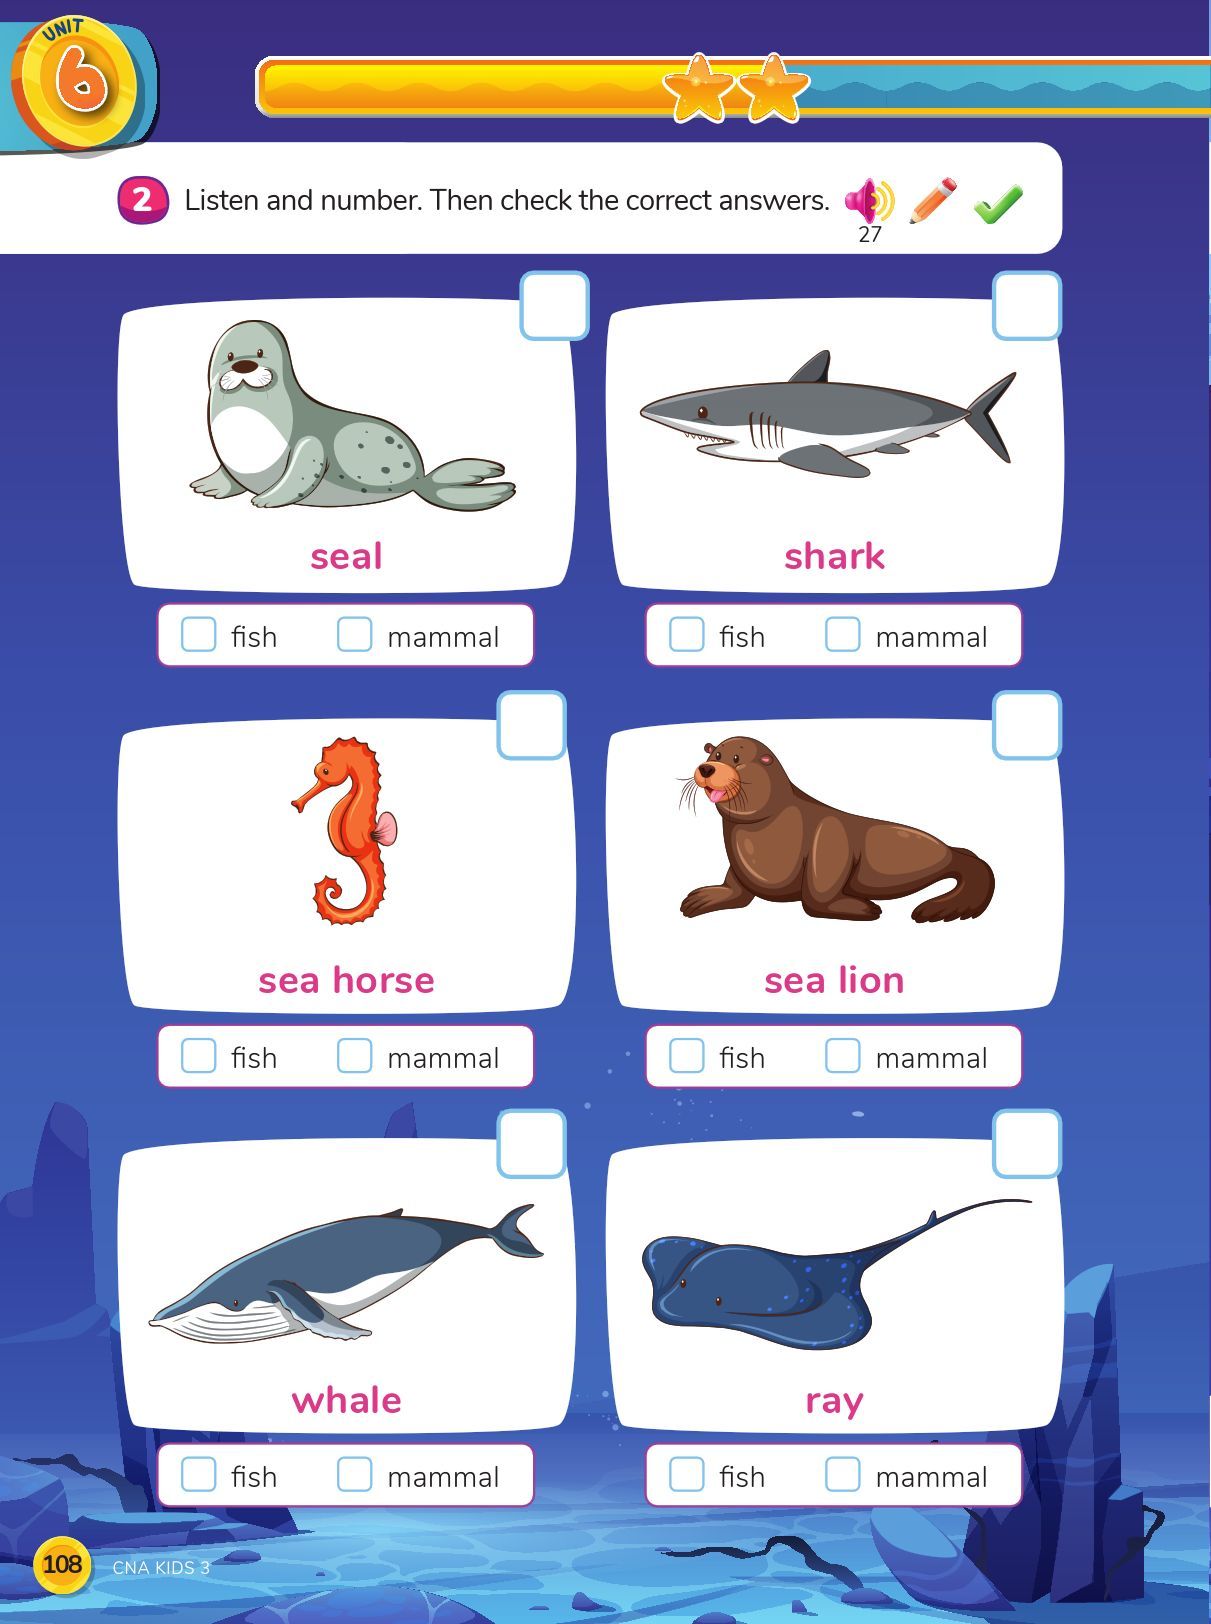 UNIT
6
2 Listen and number. Then check the correct answers.
27
seal
fish mammal
shark
fish mammal
sea horse
fish mammal
sea lion
fish mammal
whale
fish mammal
ray
fish mammal
108 CNA KIDS 3